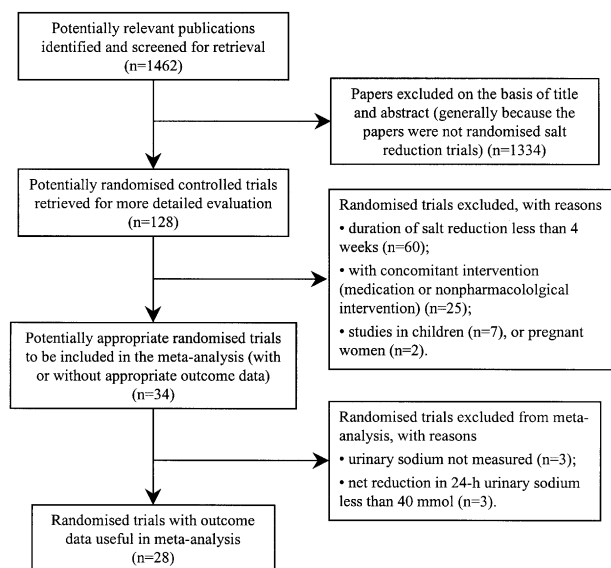 Potentially relevant publications
identified and screened for retrieval
(n=1462)
Papers excluded on the basis of title
and abstract (generally because the
papers were not randomised salt
reduction trials) (n=1334)
Potentially randomised controlled trials
retrieved for more detailed evaluation
(n=128)
Randomised trials excluded, with reasons
• duration of salt reduction less than 4
weeks (n=60);
• with concomitant intervention
(medication or nonpharmacololgical
intervention) (n=25);
• studies in children (n=7), or pregnant
women (n=2).
Potentially appropriate randomised trials
to be included in the meta-analysis (with
or without appropriate outcome data)
(n=34)
Randomised trials excluded from meta-
analysis, with reasons
• urinary sodium not measured (n=3);
• net reduction in 24-h urinary sodium
less than 40 mmol (n=3).
Randomised trials with outcome
data useful in meta-analysis
(n=28)